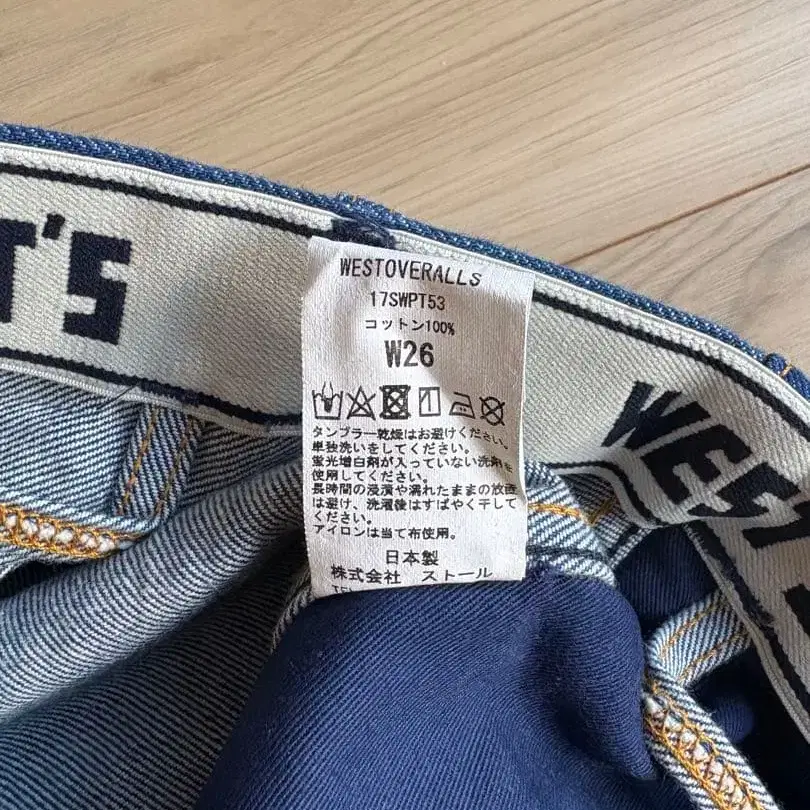 T'S
WESTOVERALLS
17SWPT53
コットン100%
W26
タンブラー乾燥はお避けください。
単独洗いをしてください。
蛍光増白剤が入っていない洗剤を
使用してください。
長時間の浸漬や濡れたままの放置
は避け、洗濯後はすばやく干して
ください。
アイロンは当て布使用。
日本製
株式会社 ストール
WEST